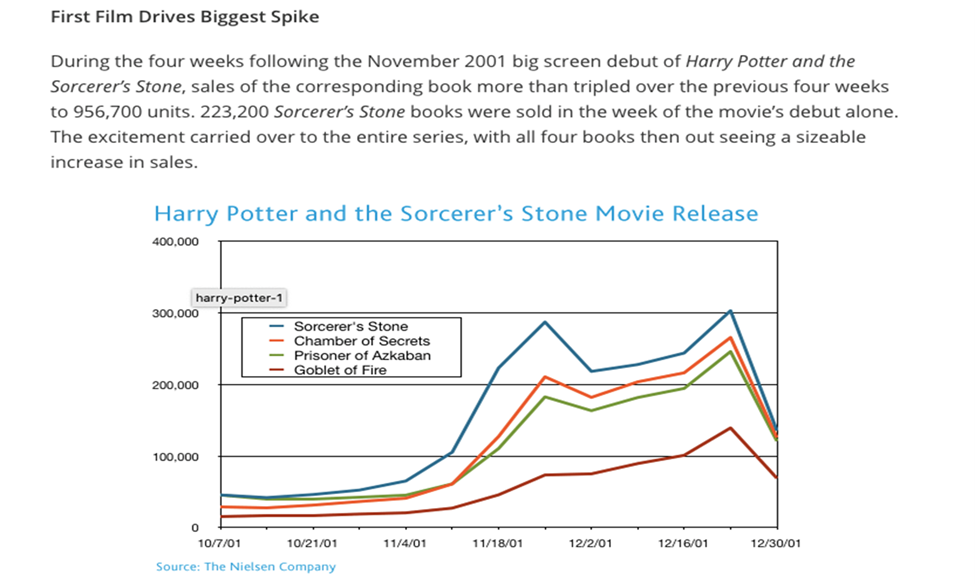 First Film Drives Biggest Spike
During the four weeks following the November 2001 big screen debut of Harry Potter and the
Sorcerer's Stone, sales of the corresponding book more than tripled over the previous four weeks
to 956,700 units. 223,200 Sorcerer's Stone books were sold in the week of the movie's debut alone.
The excitement carried over to the entire series, with all four books then out seeing a sizeable
increase in sales.
Harry Potter and the Sorcerer's Stone Movie Release
400,000
harry-potter-1
300,000
Sorcerer's Stone
Chamber of Secrets
Prisoner of Azkaban
Goblet of Fire
200,000
100,000
0
10/7/01 10/21/01 11/4/01 11/18/01 12/2/01 12/16/01 12/30/01
Source: The Nielsen Company